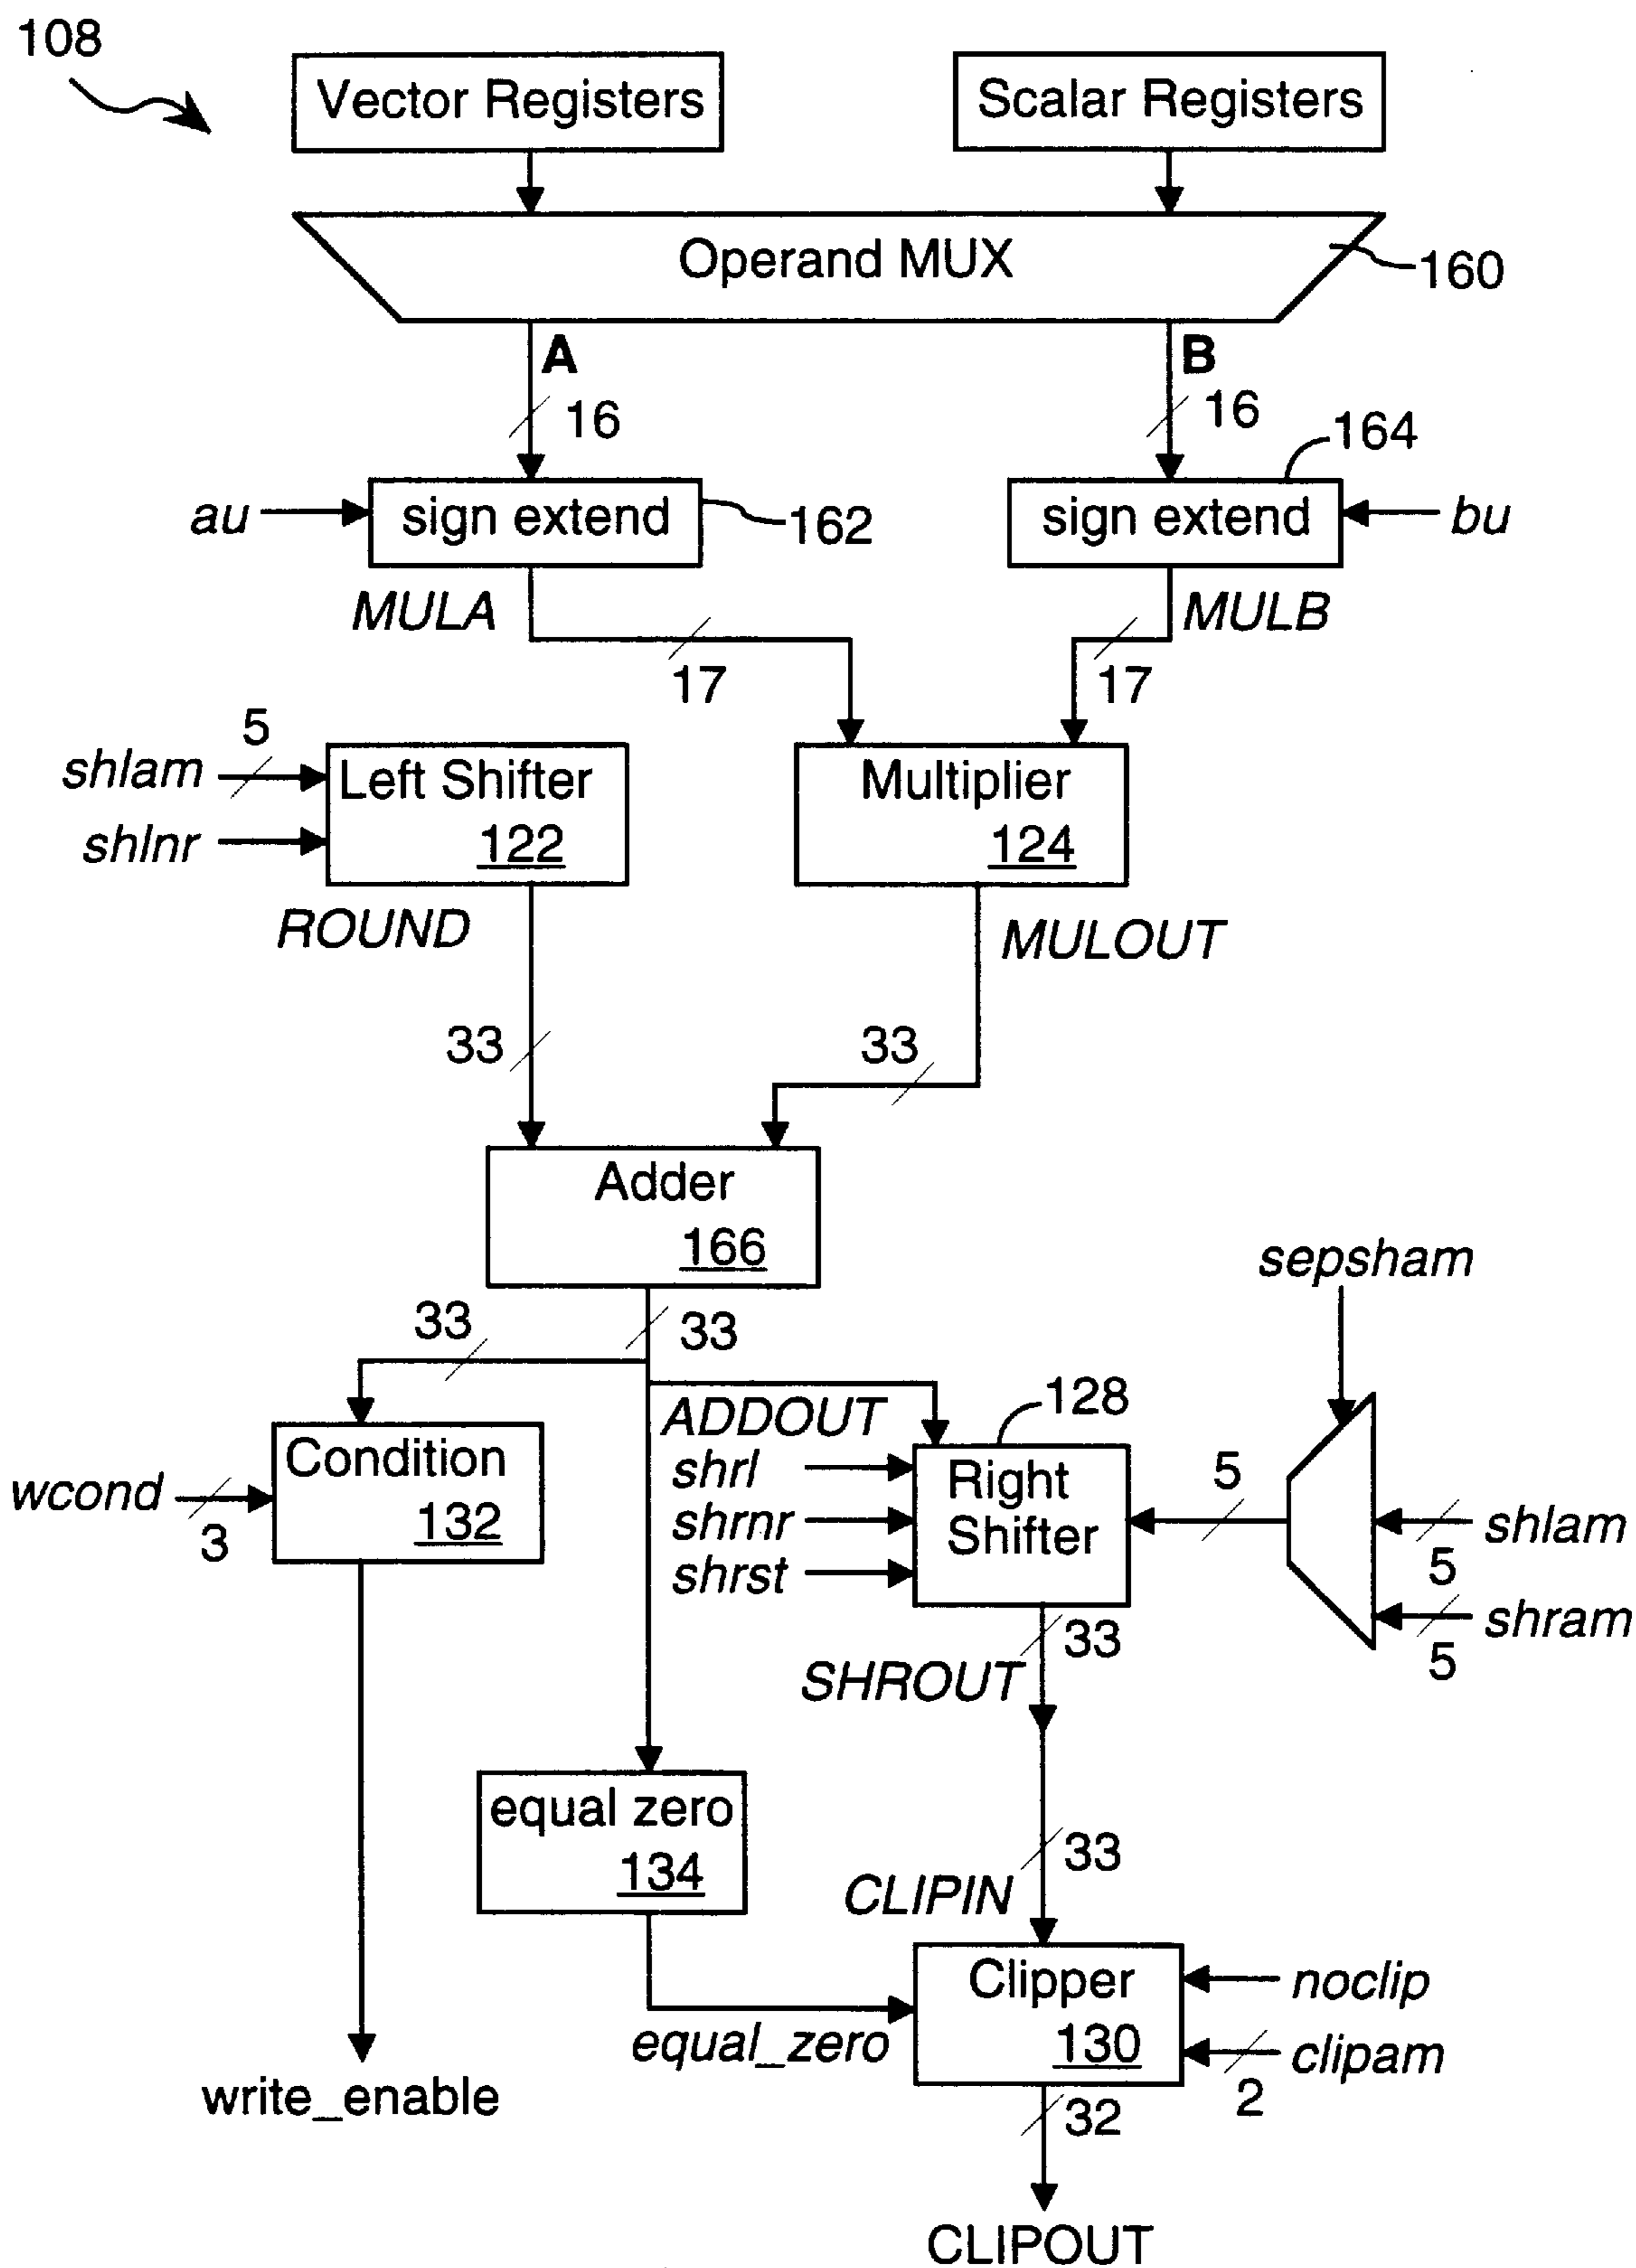 108
Vector Registers
Scalar Registers
Operand MUX
160
A
B
16
16
164
au
sign extend
162
sign extend
bu
MULA
MULB
17
17
5
shlam
shlnr
Left Shifter
122
Multiplier
124
ROUND
MULOUT
33
33
Adder
166
sepsham
33
33
ADDOUT
128
Condition
132
wcond
3
shrl
shrnr
shrst
Right
Shifter
5
shlam
5
shram
5
33
SHROUT
equal zero
134
33
CLIPIN
Clipper
130
noclip
clipam
2
equal_zero
write_enable
32
CLIPOUT